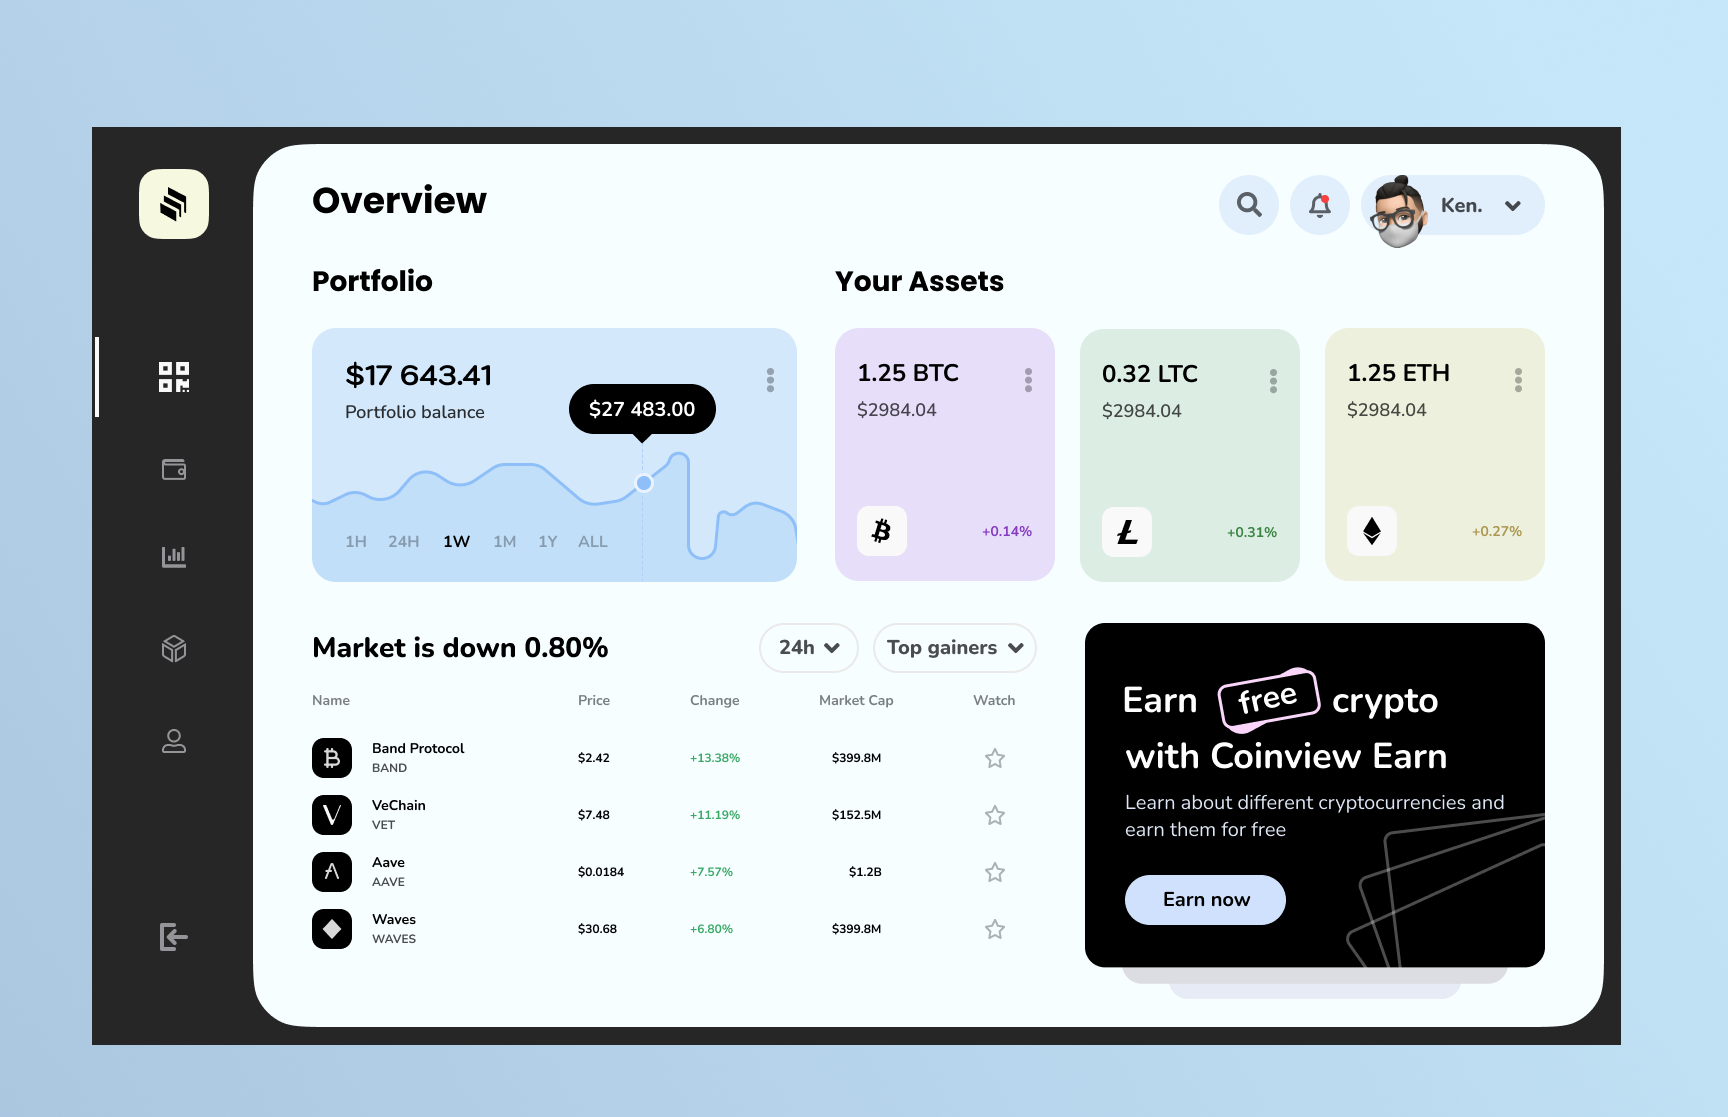 Overview
Ken.
Portfolio
Your Assets
$17 643.41
Portfolio balance
$27 483.00
1H 24H 1W 1M 1Y ALL
1.25 BTC
$2984.04
+0.14%
0.32 LTC
$2984.04
+0.31%
1.25 ETH
$2984.04
+0.27%
Market is down 0.80%
24h
Top gainers
Name Price Change Market Cap Watch
Band Protocol
BAND
$2.42 +13.38% $399.8M
VeChain
VET
$7.48 +11.19% $152.5M
Aave
AAVE
$0.0184 +7.57% $1.2B
Waves
WAVES
$30.68 +6.80% $399.8M
Earn free crypto
with Coinview Earn
Learn about different cryptocurrencies and
earn them for free
Earn now